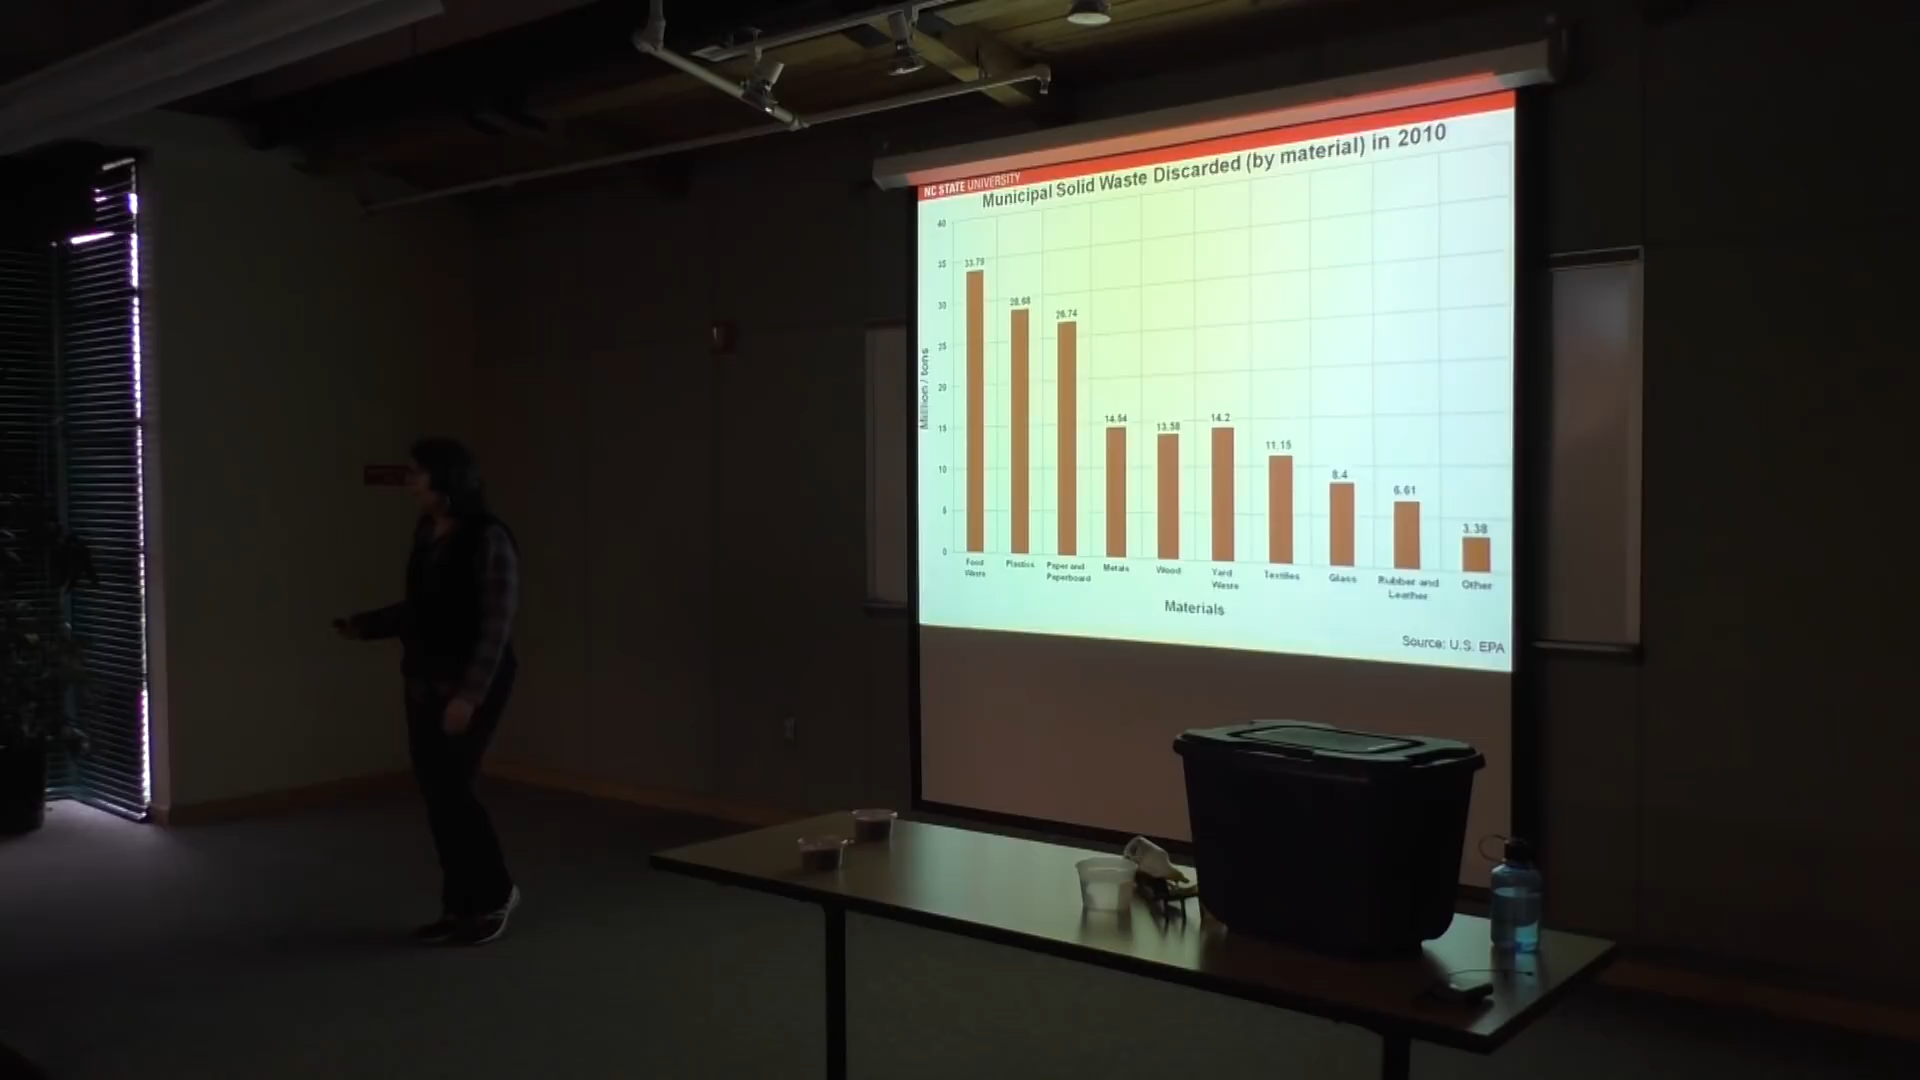 NC STATE UNIVERSITY
Municipal Solid Waste Discarded (by material) in 2010
Million / tons
40
35
30
25
20
15
10
5
0
33.79
28.68
26.74
14.54
13.58
14.2
11.15
8.4
6.61
3.38
Food
Waste
Plastics
Paper and
Paperboard
Metals
Wood
Yard
Waste
Textiles
Glass
Rubber and
Leather
Other
Materials
Source: U.S. EPA